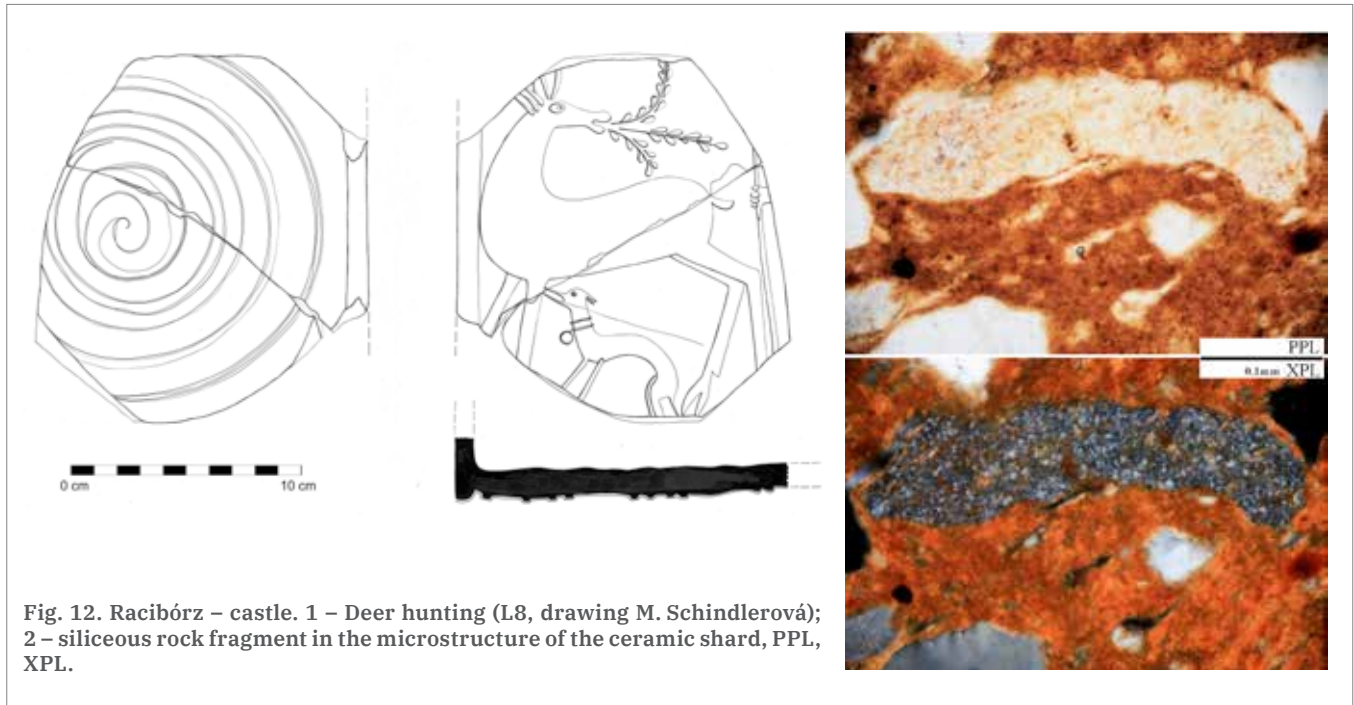 0 cm 10 cm
PPL
0.1mm XPL
Fig. 12. Racibórz – castle. 1 – Deer hunting (L8, drawing M. Schindlerová);
2 – siliceous rock fragment in the microstructure of the ceramic shard, PPL,
XPL.